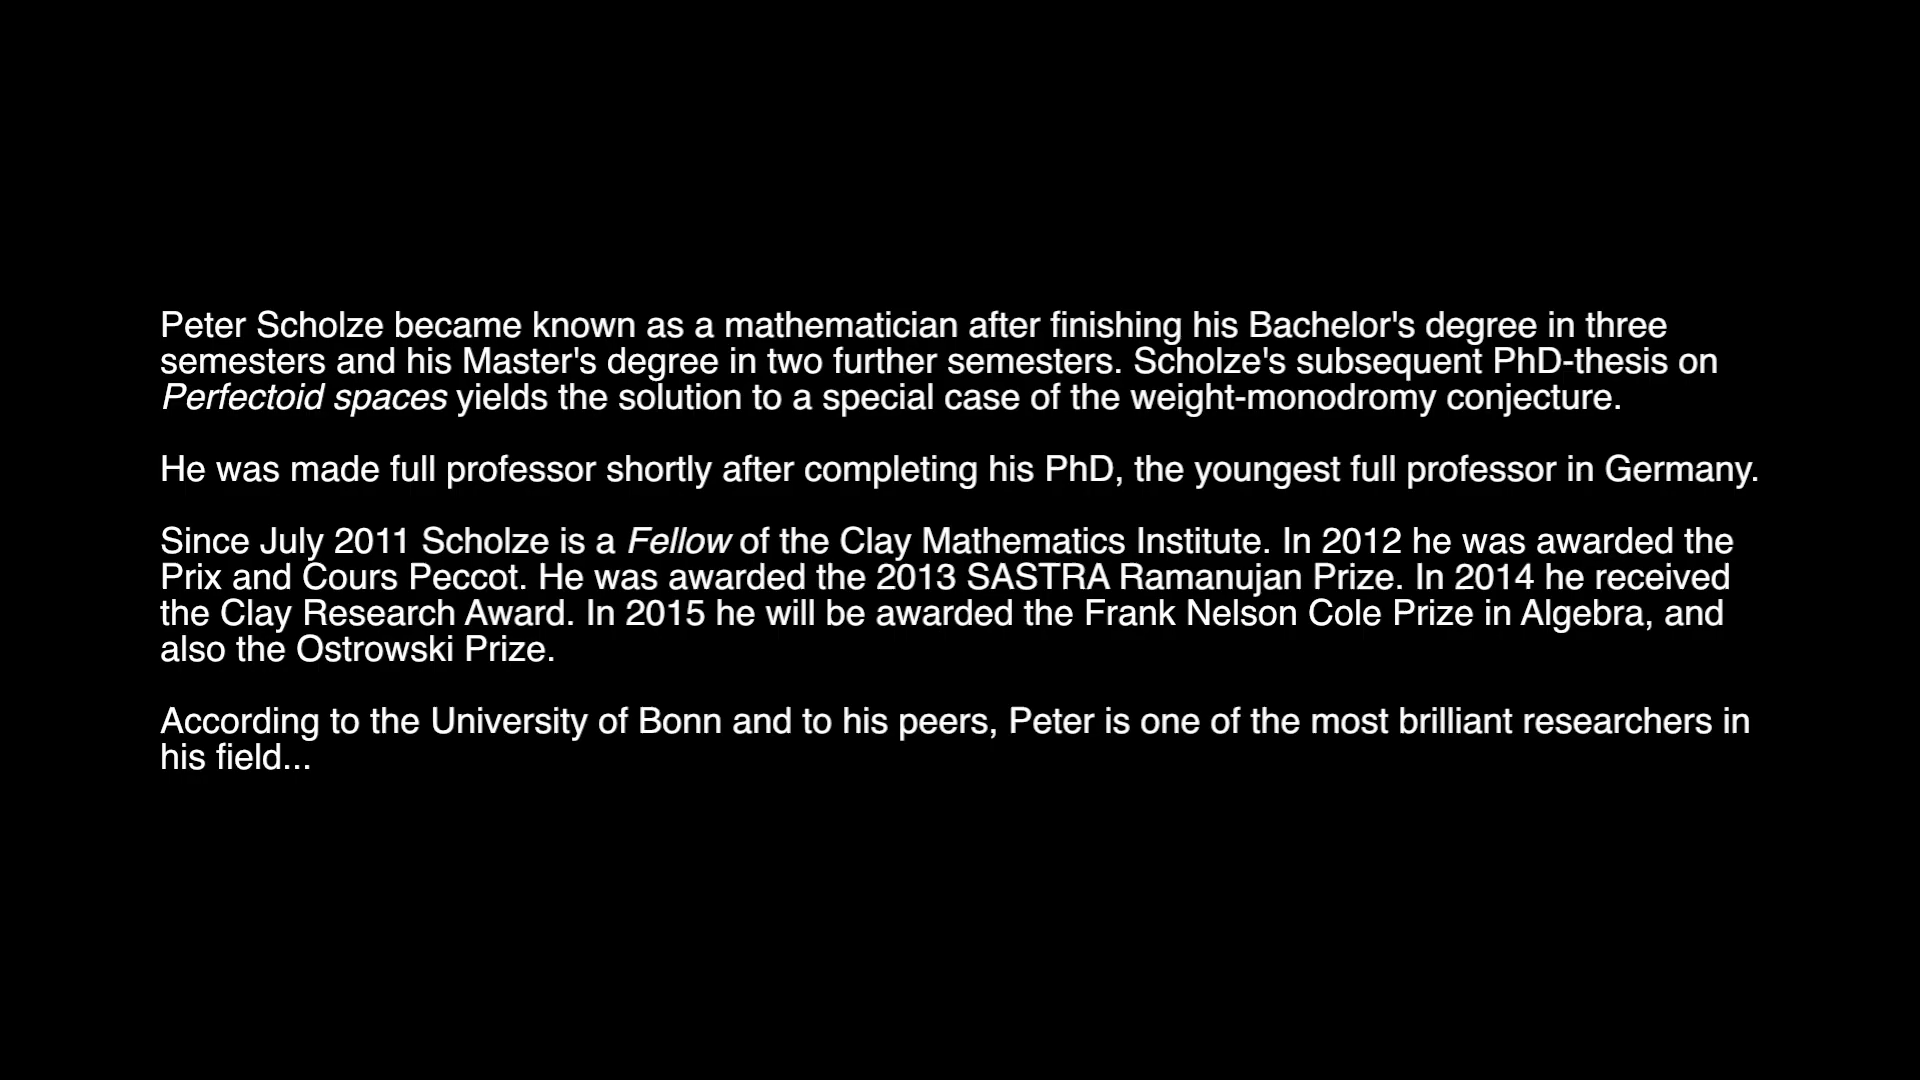 Peter Scholze became known as a mathematician after finishing his Bachelor's degree in three
semesters and his Master's degree in two further semesters. Scholze's subsequent PhD-thesis on
Perfectoid spaces yields the solution to a special case of the weight-monodromy conjecture.
He was made full professor shortly after completing his PhD, the youngest full professor in Germany.
Since July 2011 Scholze is a Fellow of the Clay Mathematics Institute. In 2012 he was awarded the
Prix and Cours Peccot. He was awarded the 2013 SASTRA Ramanujan Prize. In 2014 he received
the Clay Research Award. In 2015 he will be awarded the Frank Nelson Cole Prize in Algebra, and
also the Ostrowski Prize.
According to the University of Bonn and to his peers, Peter is one of the most brilliant researchers in
his field...